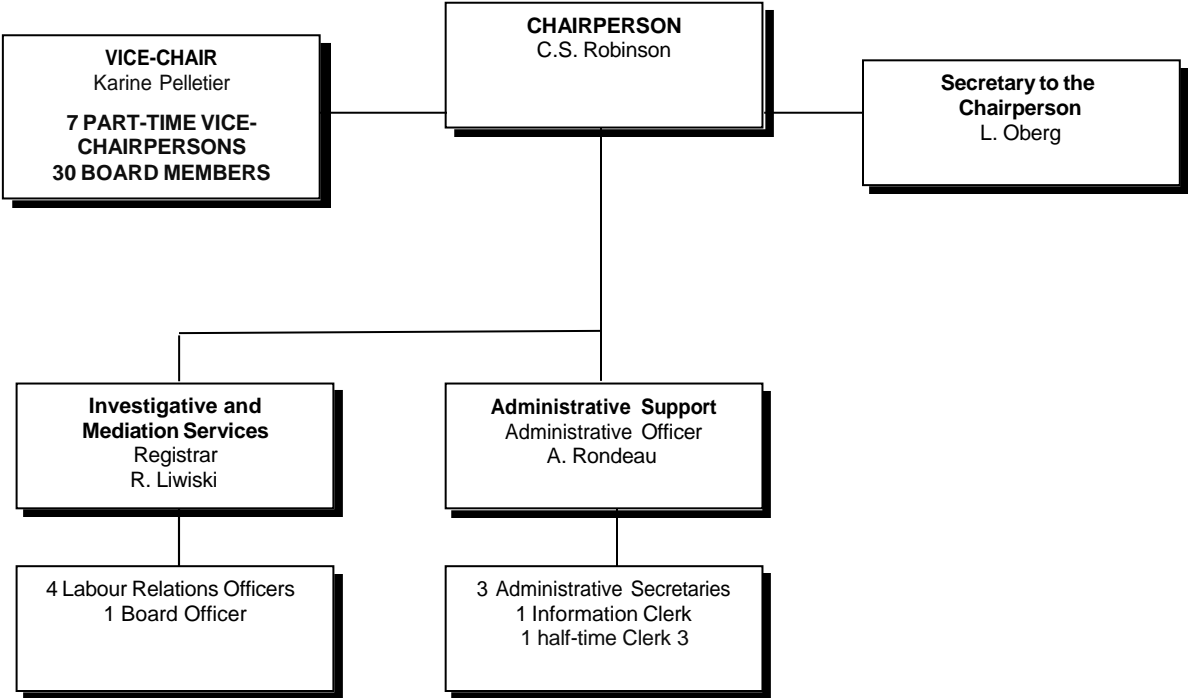 CHAIRPERSON
C.S. Robinson
VICE-CHAIR
Karine Pelletier
7 PART-TIME VICE-
CHAIRPERSONS
30 BOARD MEMBERS
Secretary to the
Chairperson
L. Oberg
Investigative and
Mediation Services
Registrar
R. Liwiski
Administrative Support
Administrative Officer
A. Rondeau
4 Labour Relations Officers
1 Board Officer
3 Administrative Secretaries
1 Information Clerk
1 half-time Clerk 3